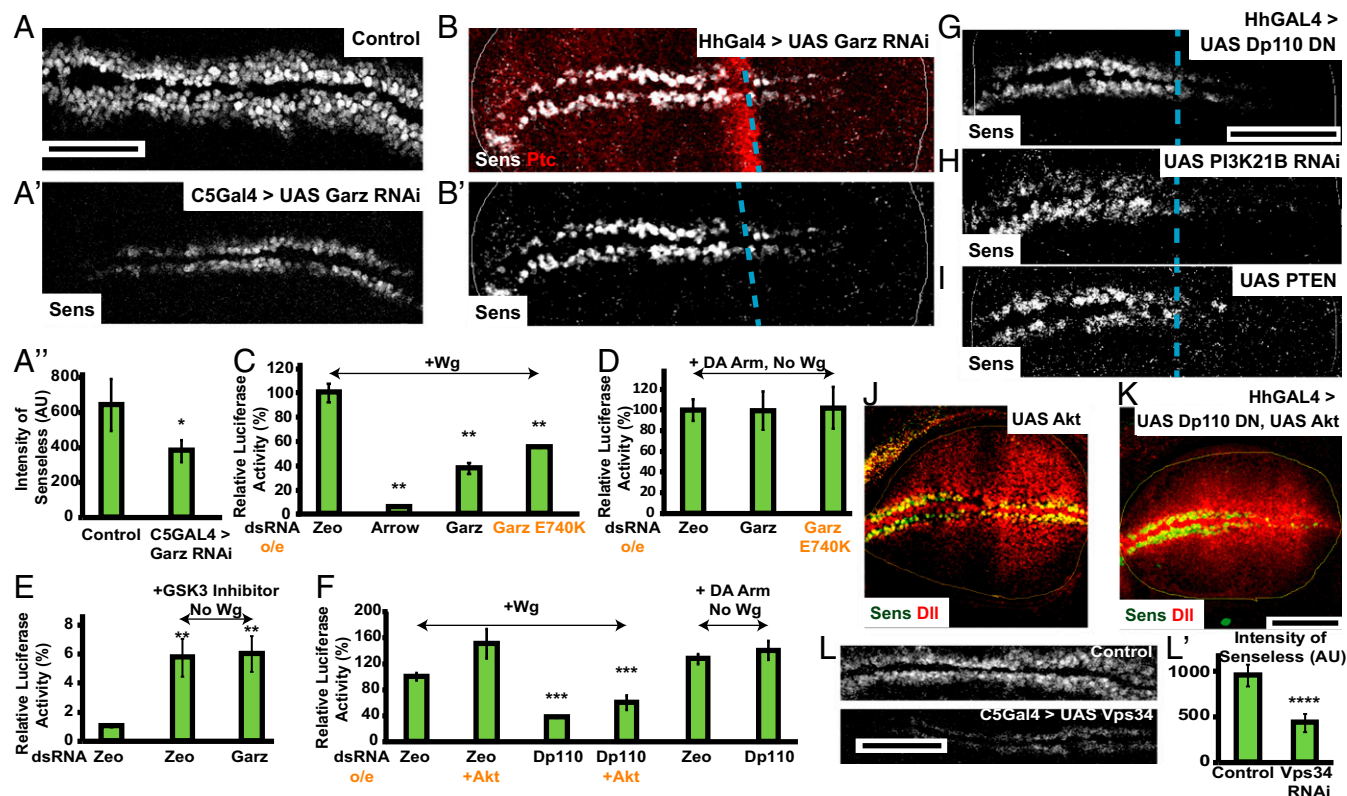 A
Control
A'
C5Gal4 > UAS Garz RNAi
Sens
B
HhGal4 > UAS Garz RNAi
Sens Ptc
B'
Sens
G
HhGAL4 >
UAS Dp110 DN
Sens
H
UAS PI3K21B RNAi
Sens
I
UAS PTEN
Sens
A''
Intensity of
Senseless (AU)
800
600
400
200
0
*
Control
C5GAL4 >
Garz RNAi
C
Relative Luciferase
Activity (%)
120
100
80
60
40
20
0
+Wg
**
**
**
dsRNA
o/e
Zeo
Arrow
Garz
Garz E740K
D
Relative Luciferase
Activity (%)
120
100
80
60
40
20
0
+ DA Arm, No Wg
dsRNA
o/e
Zeo
Garz
Garz
E740K
J
UAS Akt
Sens Dll
K
HhGAL4 >
UAS Dp110 DN, UAS Akt
Sens Dll
E
Relative Luciferase
Activity (%)
8
6
4
2
0
+GSK3 Inhibitor
No Wg
**
**
dsRNA
Zeo
Zeo
Garz
F
Relative Luciferase
Activity (%)
200
160
120
80
40
0
+Wg
+ DA Arm
No Wg
***
***
dsRNA
o/e
Zeo
Zeo
+Akt
Dp110
Dp110
+Akt
Zeo
Dp110
L
Control
C5Gal4 > UAS Vps34
L'
Intensity of
Senseless (AU)
1000
500
0
****
Control
Vps34
RNAi